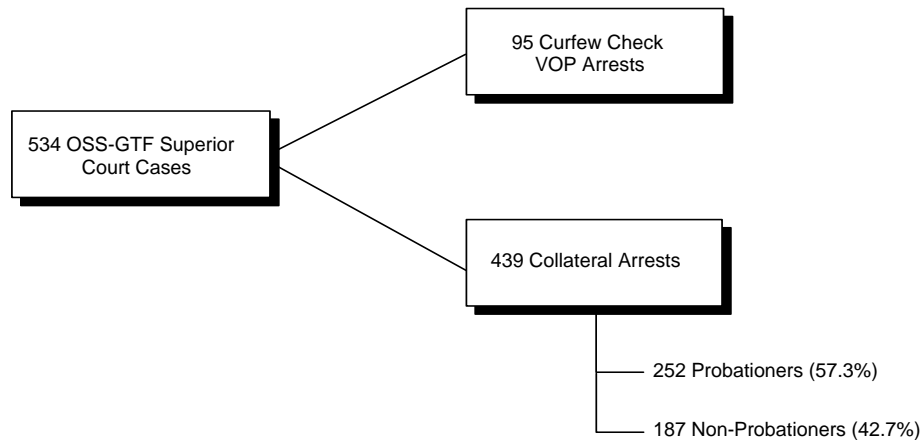 95 Curfew Check
VOP Arrests
534 OSS-GTF Superior
Court Cases
439 Collateral Arrests
252 Probationers (57.3%)
187 Non-Probationers (42.7%)